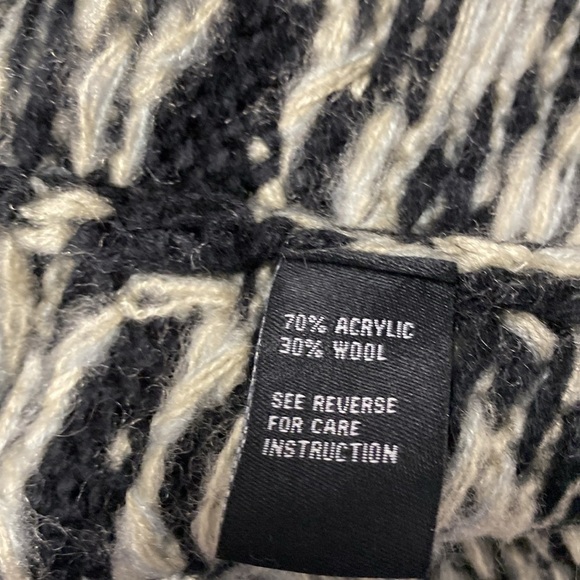 70% ACRYLIC
30% WOOL
SEE REVERSE
FOR CARE
INSTRUCTION